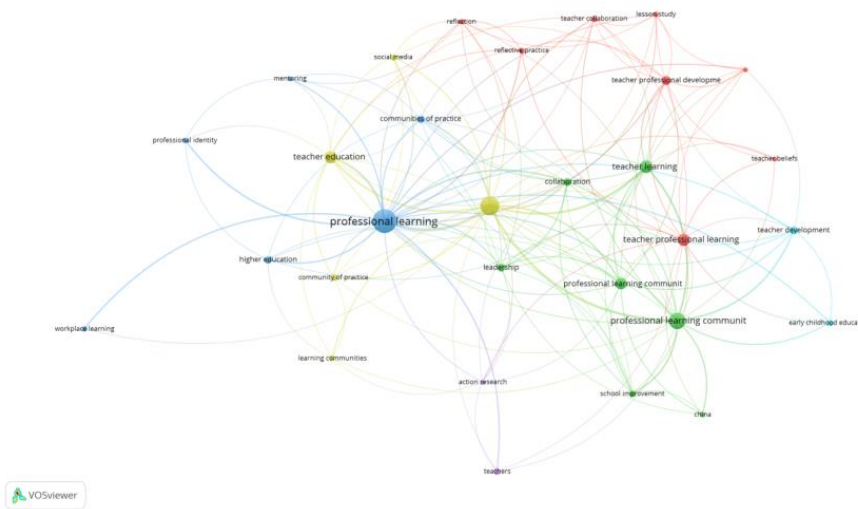 lesson study
teacher collaboration
reflection
reflective practice
social media
mentoring
teacher professional developme
communities of practice
professional identity
teacher education
teacher beliefs
teacher learning
collaboration
professional learning
teacher development
teacher professional learning
higher education
leadership
community of practice
professional learning communit
professional learning communit
early childhood educa
workplace learning
learning communities
action research
school improvement
china
teachers
VOSviewer